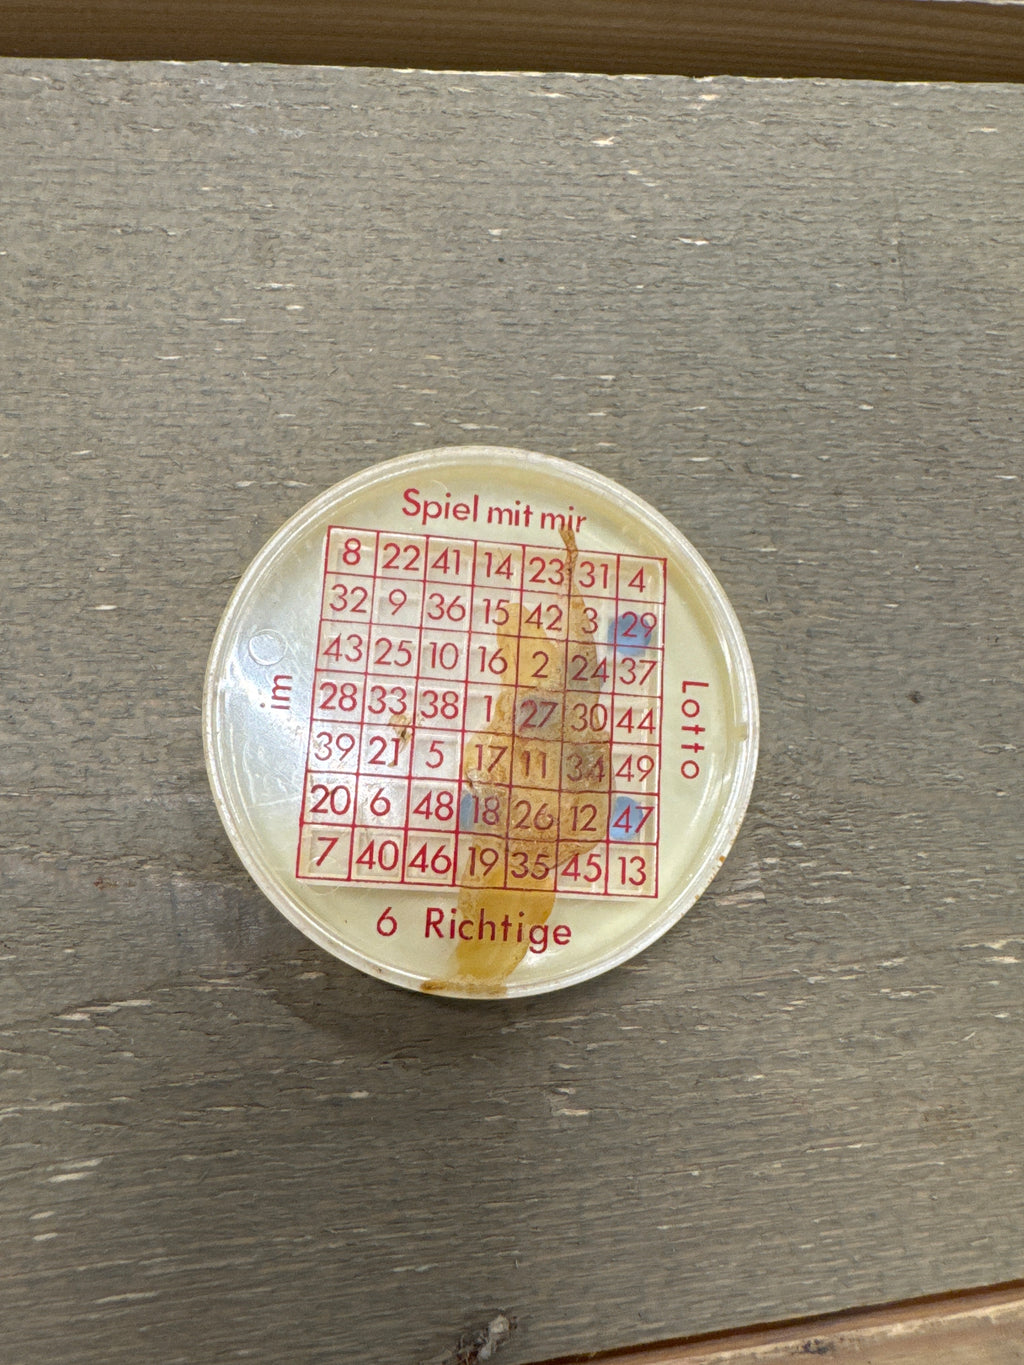 Spiel mit mir
8 22 41 14 23 31 4
32 9 36 15 42 3 29
43 25 10 16 2 24 37
28 33 38 1 27 30 44
39 21 5 17 11 34 49
20 6 48 18 26 12 47
7 40 46 19 35 45 13
im
Lotto
6 Richtige